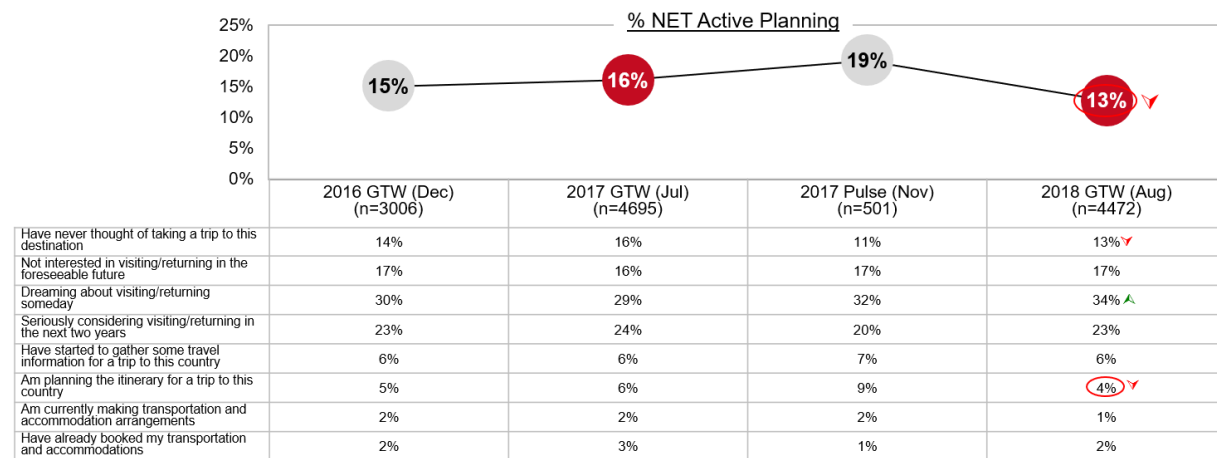 % NET Active Planning
25%
20%
15%
10%
5%
0%
15%
16%
19%
13%
2016 GTW (Dec)
(n=3006)
2017 GTW (Jul)
(n=4695)
2017 Pulse (Nov)
(n=501)
2018 GTW (Aug)
(n=4472)
Have never thought of taking a trip to this
destination
14% 16% 11% 13%
Not interested in visiting/returning in the
foreseeable future
17% 16% 17% 17%
Dreaming about visiting/returning
someday
30% 29% 32% 34%
Seriously considering visiting/returning in
the next two years
23% 24% 20% 23%
Have started to gather some travel
information for a trip to this country
6% 6% 7% 6%
Am planning the itinerary for a trip to this
country
5% 6% 9% 4%
Am currently making transportation and
accommodation arrangements
2% 2% 2% 1%
Have already booked my transportation
and accommodations
2% 3% 1% 2%